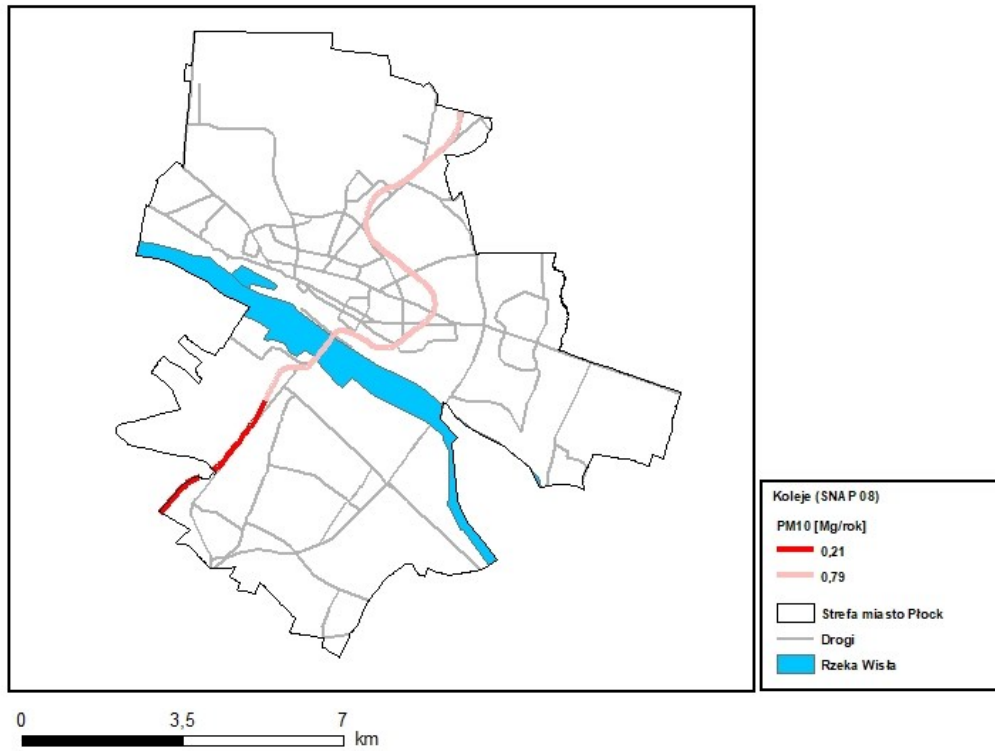 Koleje (SNAP 08)
PM10 [Mg/rok]
0,21
0,79
Strefa miasto Płock
Drogi
Rzeka Wisła
0 3,5 7
km